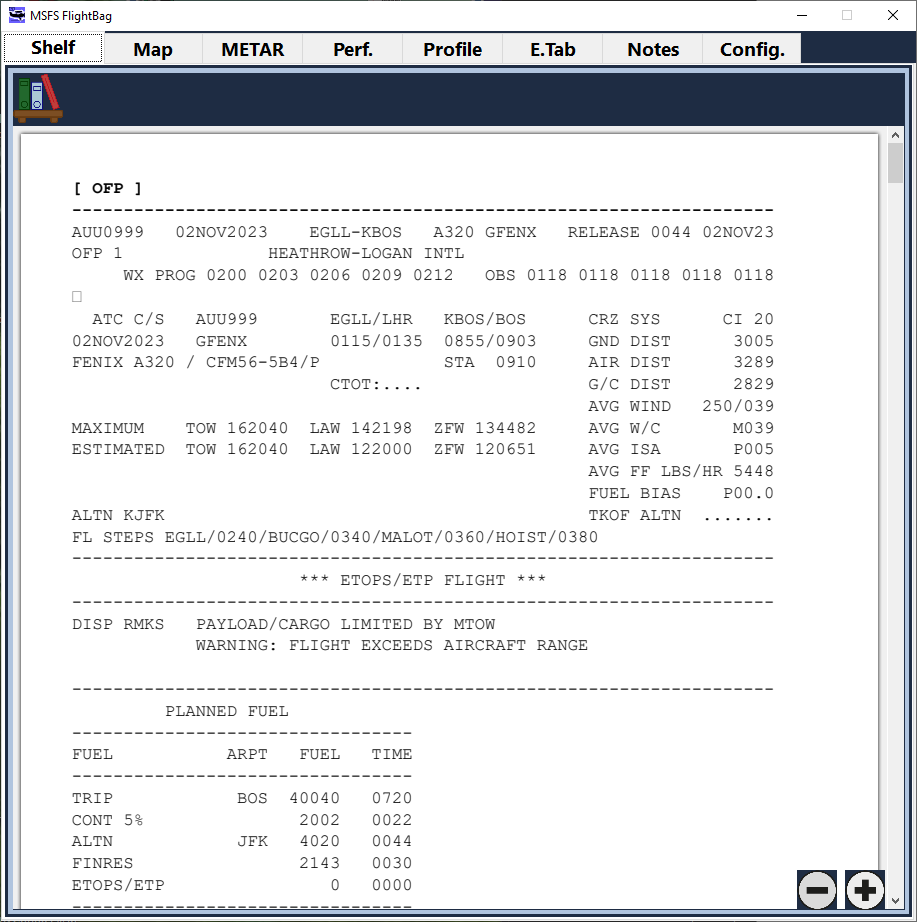 MSFS FlightBag
Shelf Map METAR Perf. Profile E.Tab Notes Config.
[ OFP ]
--------------------------------------------------------------------
AUU0999   02NOV2023    EGLL-KBOS   A320 GFENX   RELEASE 0044 02NOV23
OFP 1              HEATHROW-LOGAN INTL
     WX PROG 0200 0203 0206 0209 0212   OBS 0118 0118 0118 0118 0118
  ATC C/S   AUU999       EGLL/LHR   KBOS/BOS      CRZ SYS      CI 20
02NOV2023   GFENX        0115/0135  0855/0903     GND DIST      3005
FENIX A320 / CFM56-5B4/P            STA  0910     AIR DIST      3289
                         CTOT:....                G/C DIST      2829
                                                  AVG WIND   250/039
MAXIMUM    TOW 162040  LAW 142198  ZFW 134482     AVG W/C       M039
ESTIMATED  TOW 162040  LAW 122000  ZFW 120651     AVG ISA       P005
                                                  AVG FF LBS/HR 5448
                                                  FUEL BIAS    P00.0
ALTN KJFK                                         TKOF ALTN  .......
FL STEPS EGLL/0240/BUCGO/0340/MALOT/0360/HOIST/0380
--------------------------------------------------------------------
                      *** ETOPS/ETP FLIGHT ***
--------------------------------------------------------------------
DISP RMKS   PAYLOAD/CARGO LIMITED BY MTOW
            WARNING: FLIGHT EXCEEDS AIRCRAFT RANGE
--------------------------------------------------------------------
         PLANNED FUEL
---------------------------------
FUEL           ARPT   FUEL   TIME
---------------------------------
TRIP            BOS  40040   0720
CONT 5%               2002   0022
ALTN            JFK   4020   0044
FINRES                2143   0030
ETOPS/ETP                0   0000
---------------------------------